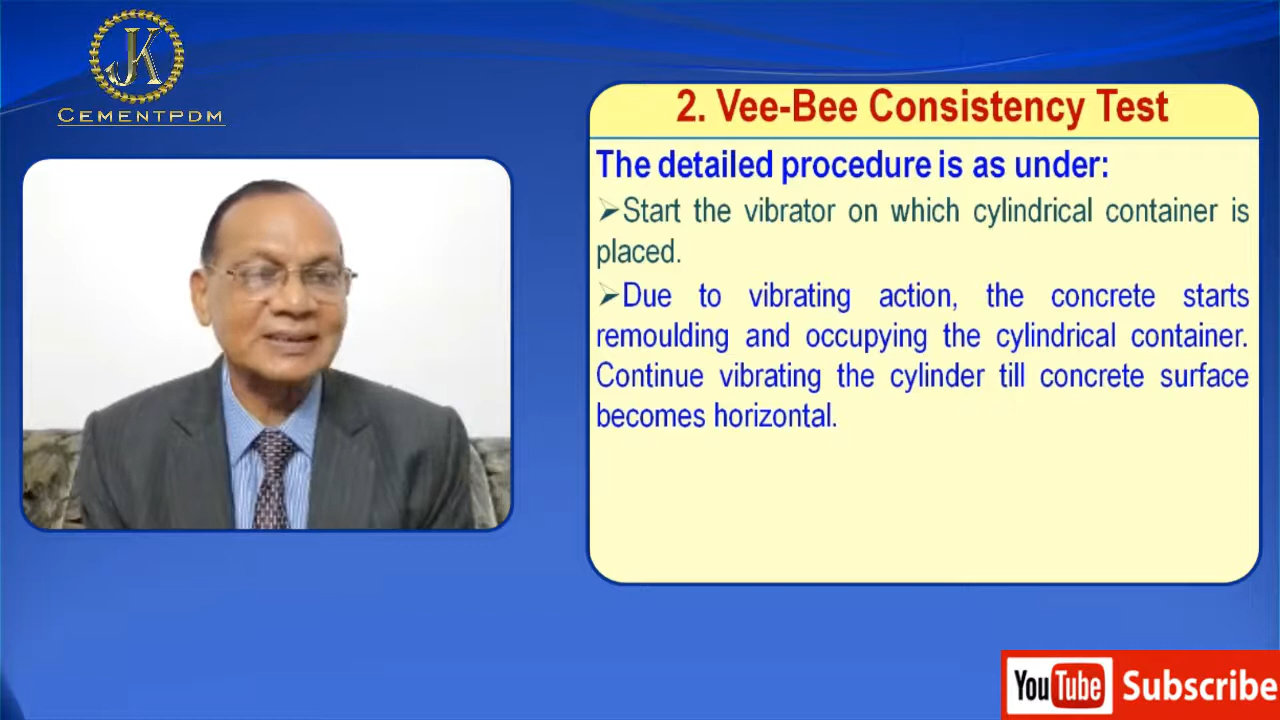 JK
CEMENTPDM
2. Vee-Bee Consistency Test
The detailed procedure is as under:
➢Start the vibrator on which cylindrical container is
placed.
➢Due to vibrating action, the concrete starts
remoulding and occupying the cylindrical container.
Continue vibrating the cylinder till concrete surface
becomes horizontal.
YouTube Subscribe